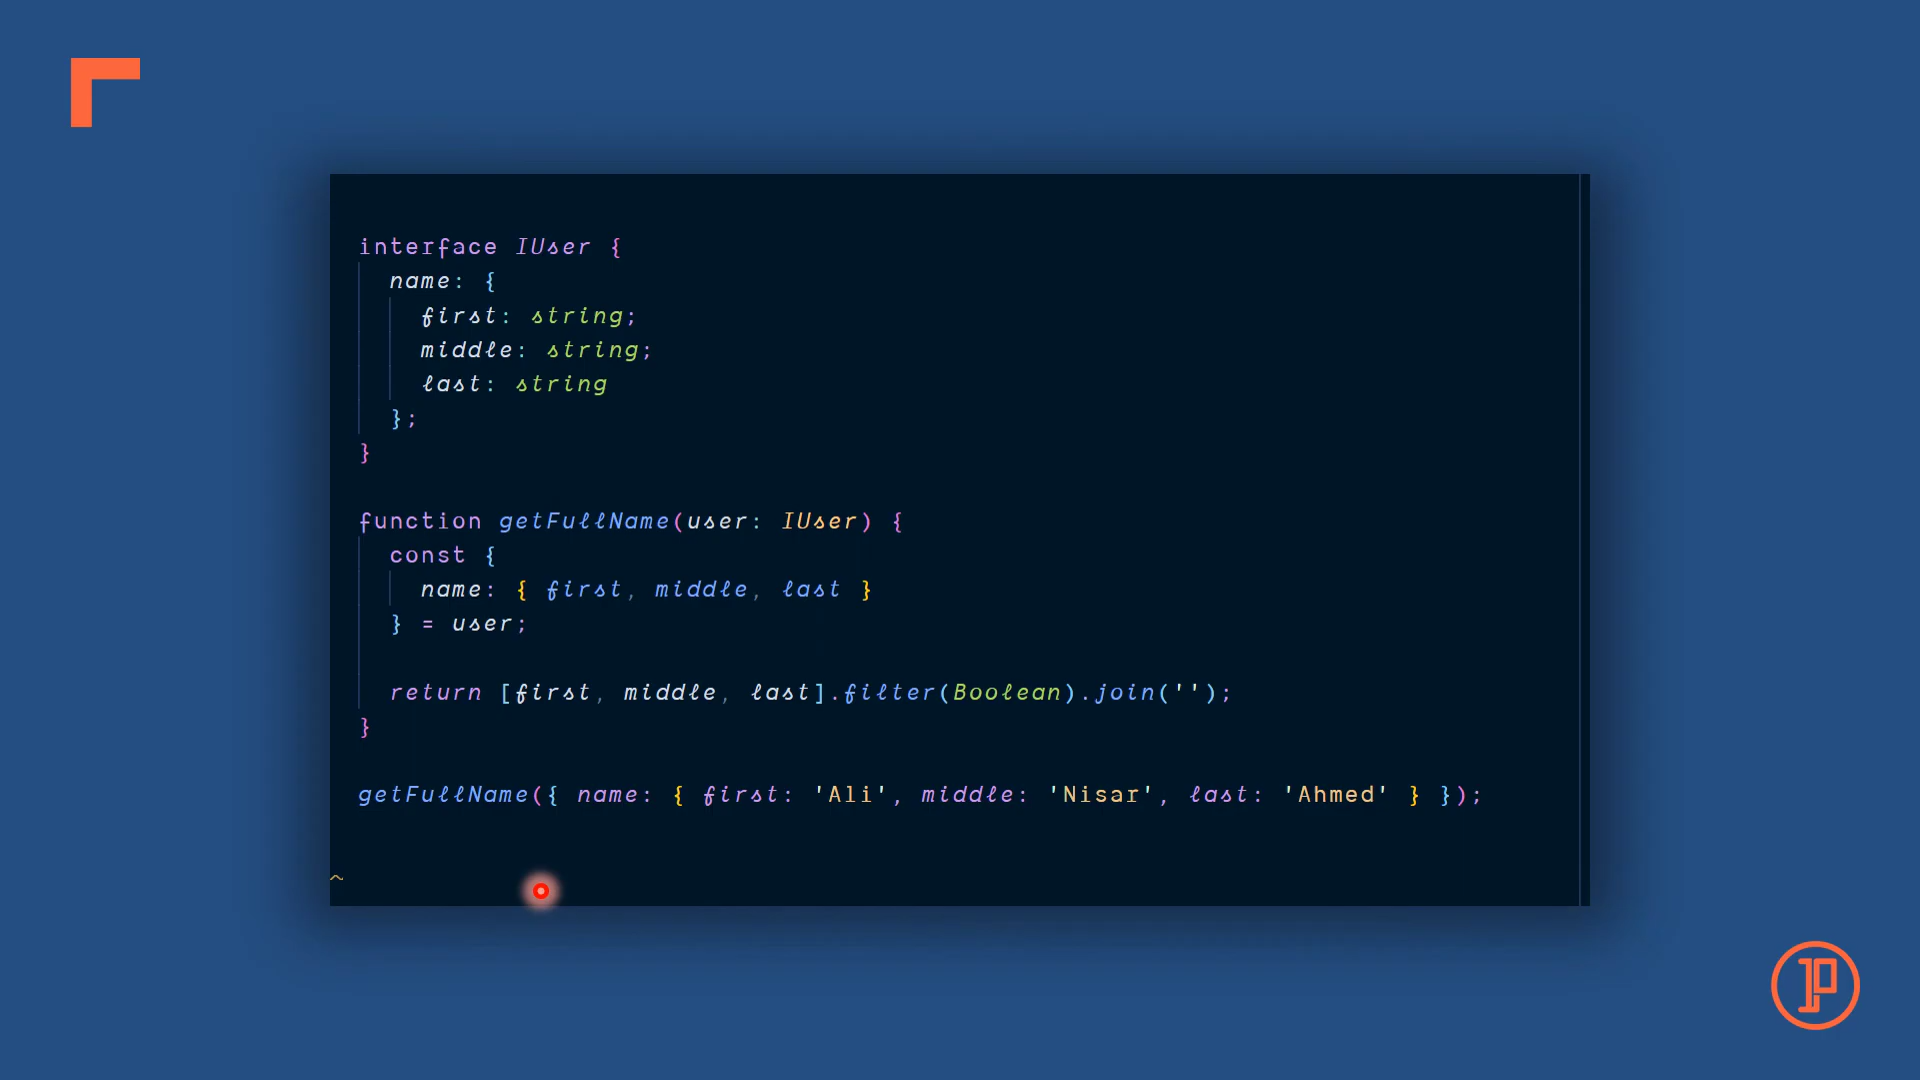 interface IUser {
name: {
first: string;
middle: string;
last: string
};
}
function getFullName(user: IUser) {
const {
name: { first, middle, last }
} = user;
return [first, middle, last].filter(Boolean).join('');
}
getFullName({ name: { first: 'Ali', middle: 'Nisar', last: 'Ahmed' } });
~